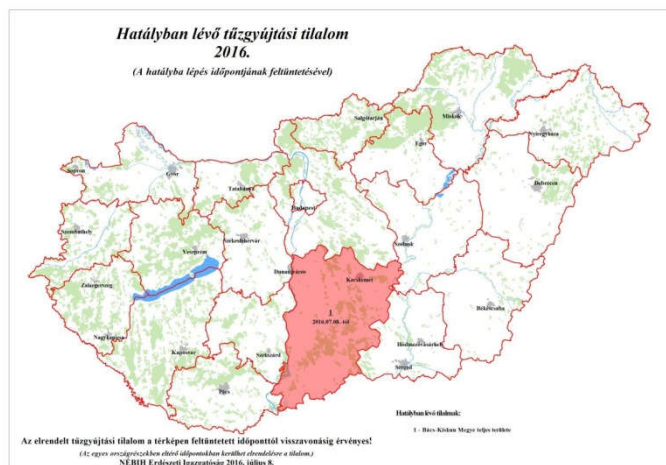 Hatályban lévő tűzgyújtási tilalom
2016.
(A hatályba lépés időpontjának feltüntetésével)
Salgótarján
Miskolc
Nyíregyháza
Eger
Sopron
Győr
Tatabánya
Debrecen
Budapest
Szombathely
Székesfehérvár
Szolnok
Veszprém
Dunaújváros
Kecskemét
Zalaegerszeg
1
2016.07.08.-tól
Békéscsaba
Nagykanizsa
Hódmezővásárhely
Kaposvár
Szekszárd
Szeged
Pécs
Hatályban lévő tilalmak:
1 - Bács-Kiskun Megye teljes területe
Az elrendelt tűzgyújtási tilalom a térképen feltüntetett időponttól visszavonásig érvényes!
(Az egyes országrészekben eltérő időpontokban kerülhet elrendelésre a tilalom.)
NÉBIH Erdészeti Igazgatóság 2016. július 8.